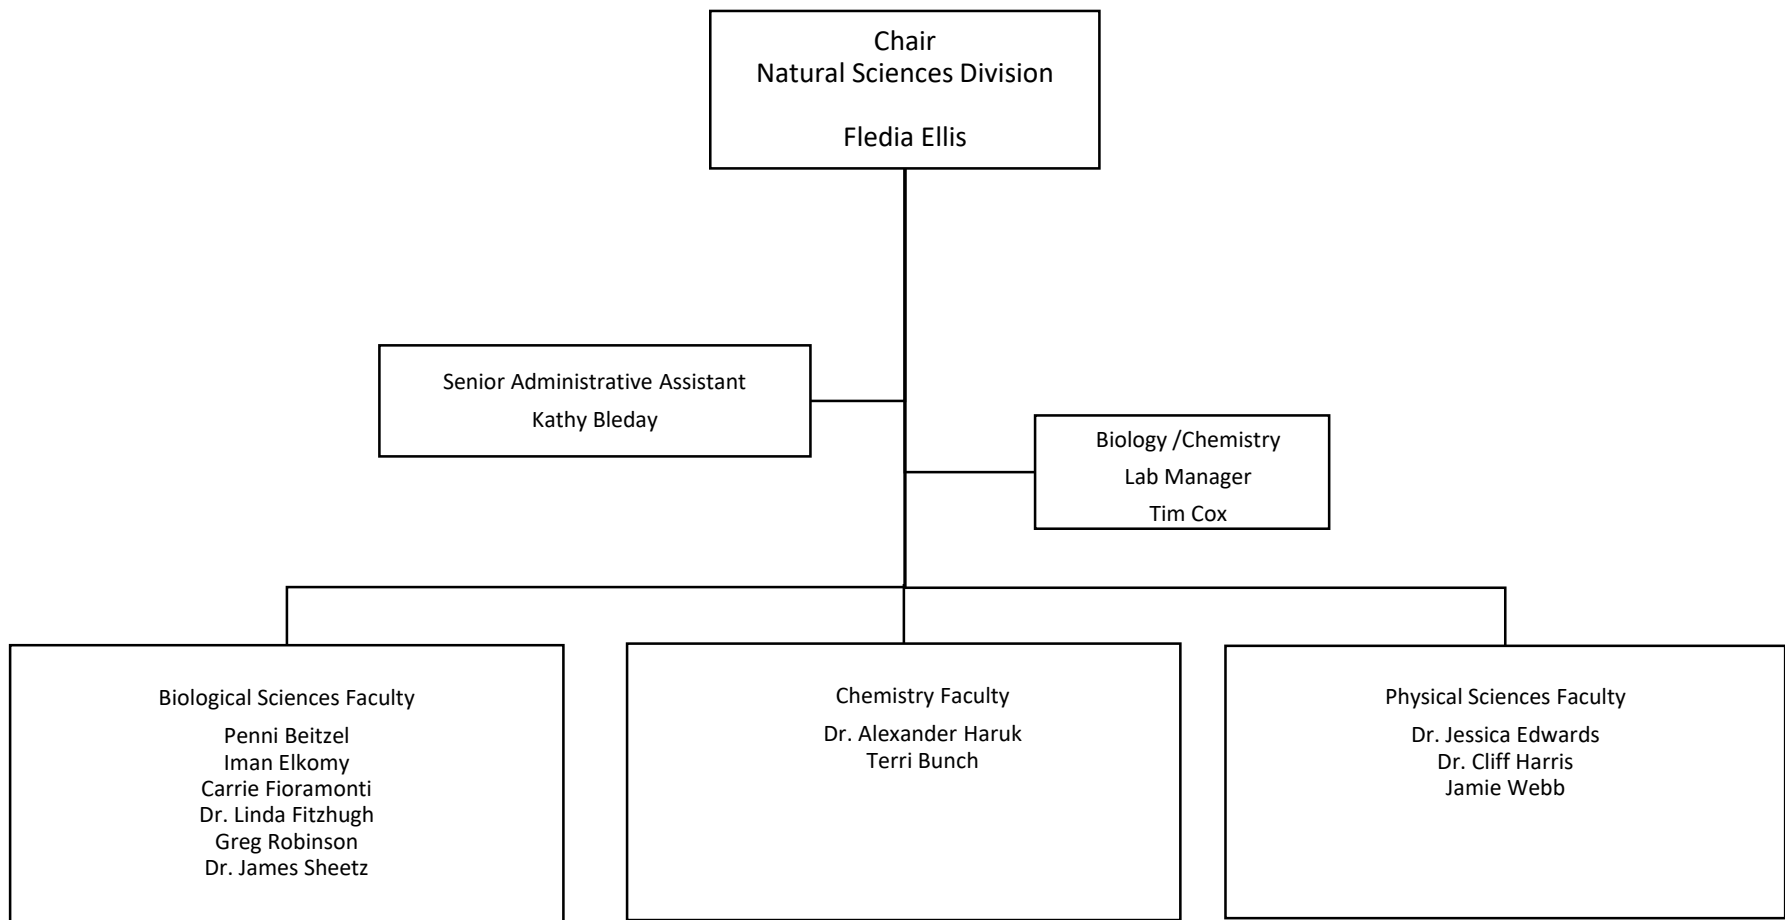 Chair
Natural Sciences Division
Fledia Ellis
Senior Administrative Assistant
Kathy Bleday
Biology /Chemistry
Lab Manager
Tim Cox
Biological Sciences Faculty
Penni Beitzel
Iman Elkomy
Carrie Fioramonti
Dr. Linda Fitzhugh
Greg Robinson
Dr. James Sheetz
Chemistry Faculty
Dr. Alexander Haruk
Terri Bunch
Physical Sciences Faculty
Dr. Jessica Edwards
Dr. Cliff Harris
Jamie Webb